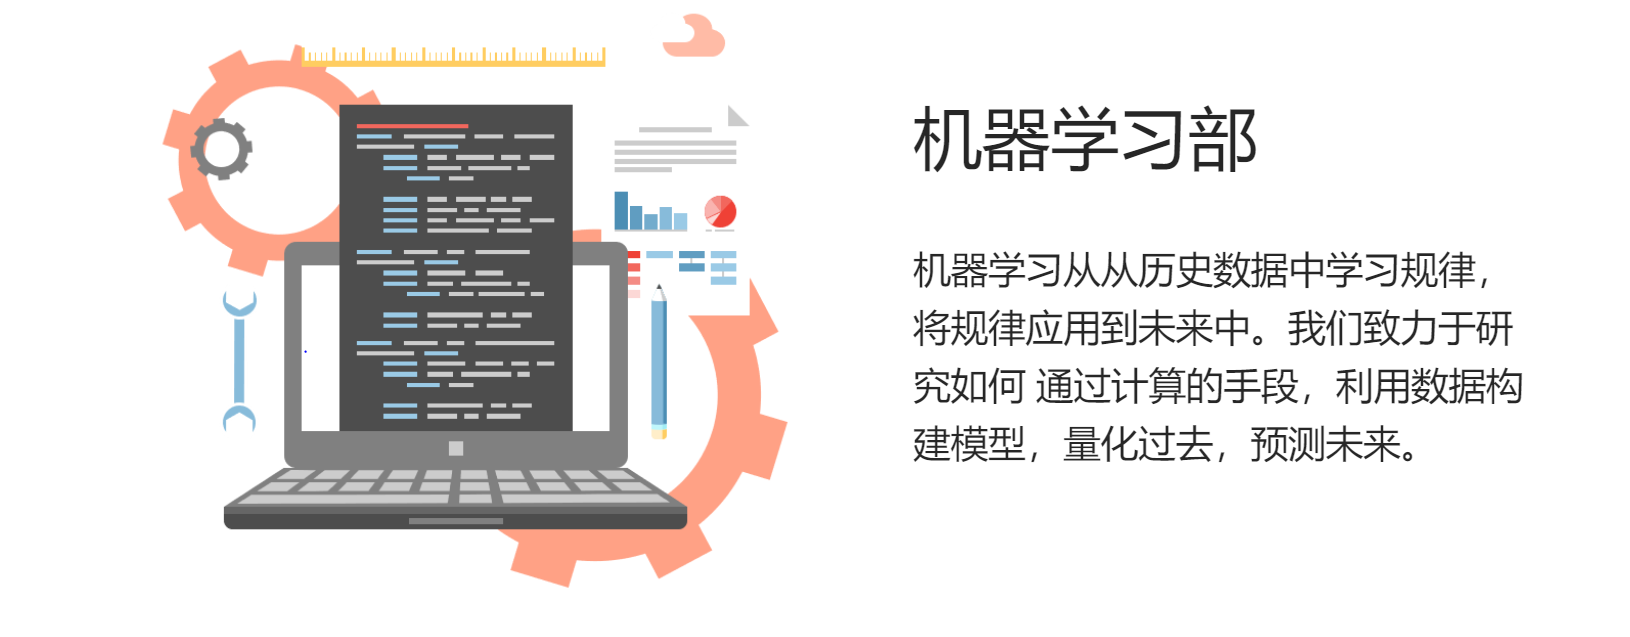 机器学习部
机器学习从从历史数据中学习规律，
将规律应用到未来中。我们致力于研
究如何 通过计算的手段，利用数据构
建模型，量化过去，预测未来。